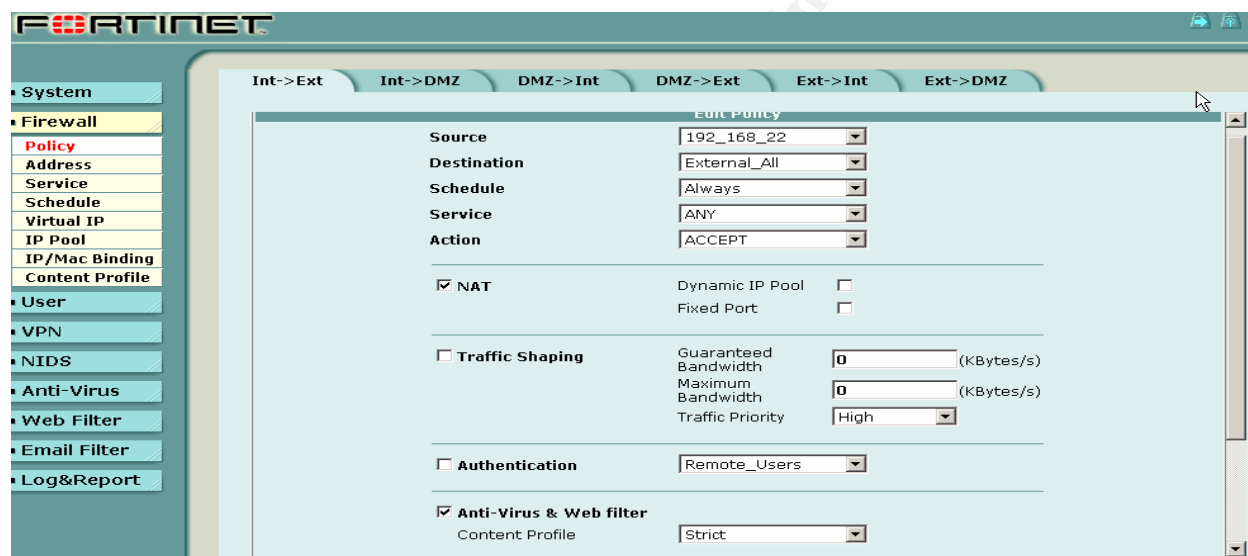 FORTINET
Int->Ext Int->DMZ DMZ->Int DMZ->Ext Ext->Int Ext->DMZ
System
Firewall
Policy
Address
Service
Schedule
Virtual IP
IP Pool
IP/Mac Binding
Content Profile
User
VPN
NIDS
Anti-Virus
Web Filter
Email Filter
Log&Report
Edit Policy
Source 192_168_22
Destination External_All
Schedule Always
Service ANY
Action ACCEPT
NAT Dynamic IP Pool
Fixed Port
Traffic Shaping Guaranteed Bandwidth 0 (KBytes/s)
Maximum Bandwidth 0 (KBytes/s)
Traffic Priority High
Authentication Remote_Users
Anti-Virus & Web filter
Content Profile Strict